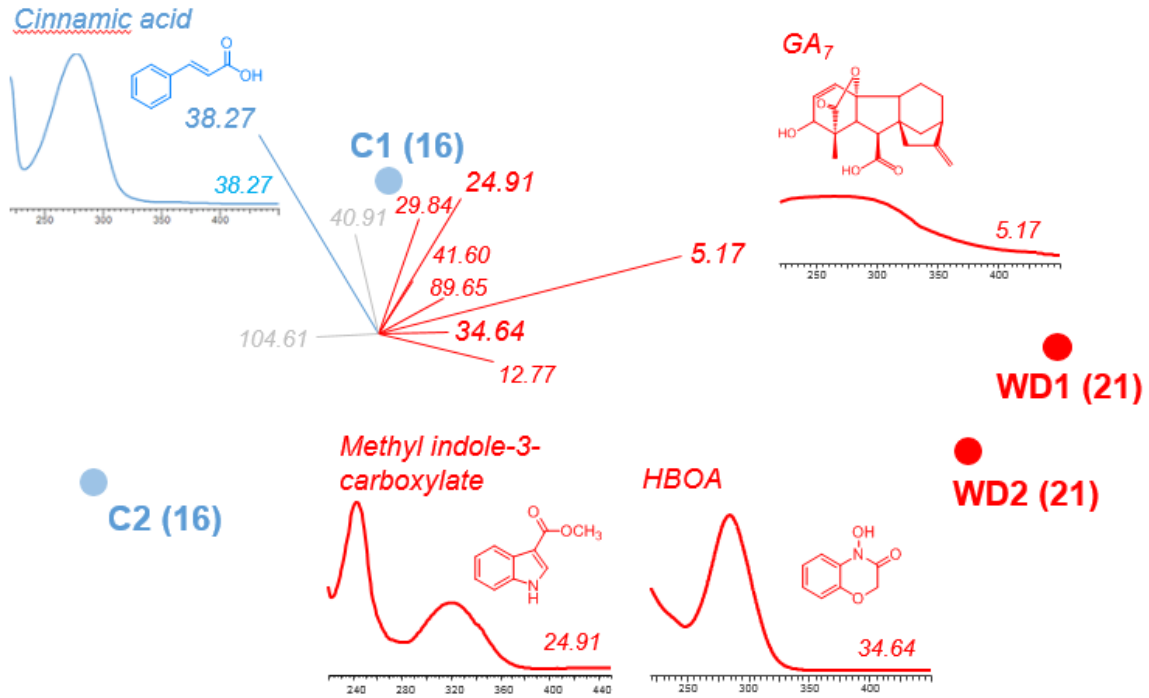 Cinnamic acid
O
OH
38.27
38.27
250 300 350 400
C1 (16)
40.91
29.84
24.91
41.60
89.65
5.17
34.64
104.61
12.77
GA7
O
O
HO
HO
O
5.17
250 300 350 400
WD1 (21)
WD2 (21)
C2 (16)
Methyl indole-3-
carboxylate
O
OCH3
N
H
24.91
240 280 320 360 400 440
HBOA
OH
N
O
O
34.64
250 300 350 400